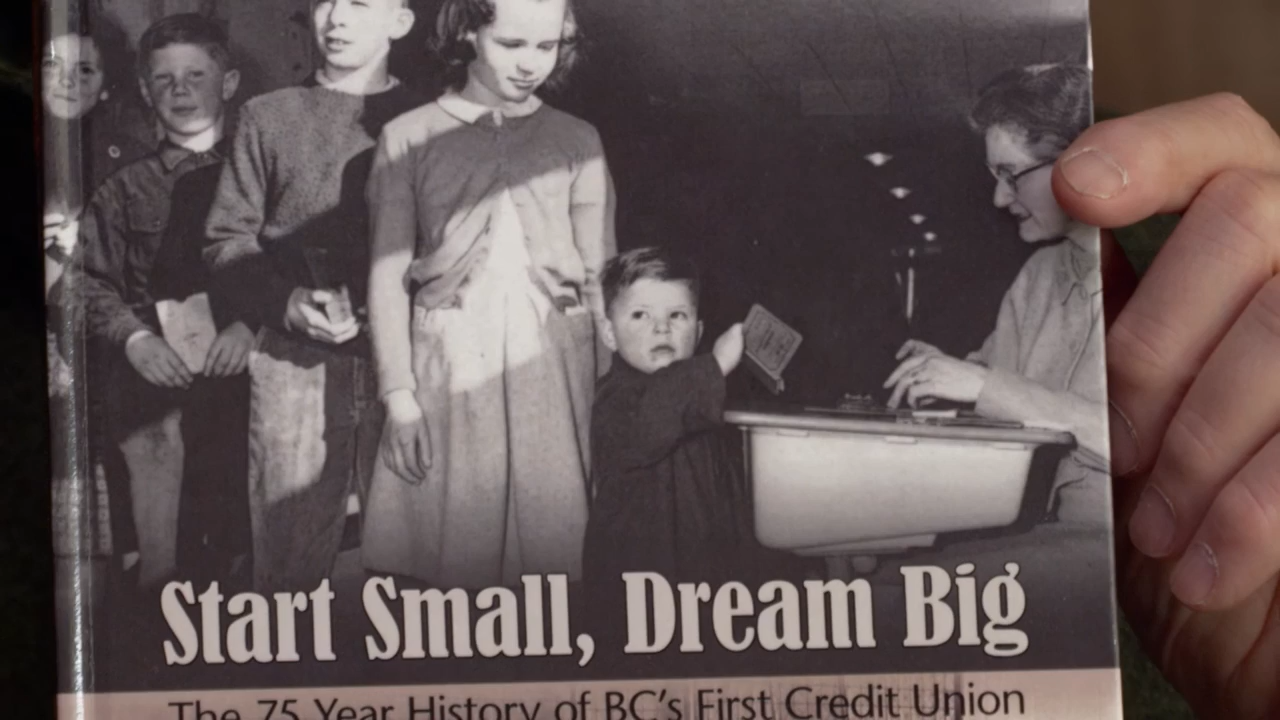 Start Small, Dream Big
The 75 Year History of BC's First Credit Union